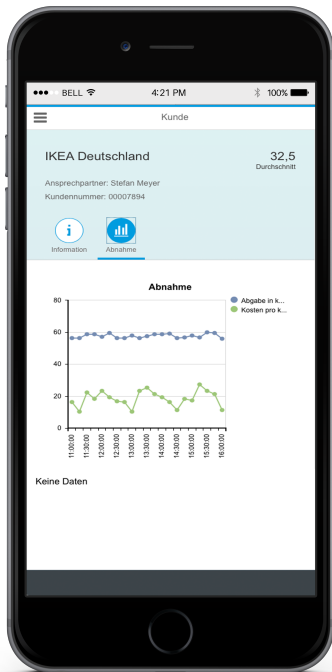 BELL 4:21 PM 100%
Kunde
IKEA Deutschland 32,5
Durchschnitt
Ansprechpartner: Stefan Meyer
Kundennummer: 00007894
i
Information Abnahme
Abnahme
80
60
40
20
0
Abgabe in k...
Kosten pro k...
11:00:00
11:30:00
12:00:00
12:30:00
13:00:00
13:30:00
14:00:00
14:30:00
15:00:00
15:30:00
16:00:00
Keine Daten